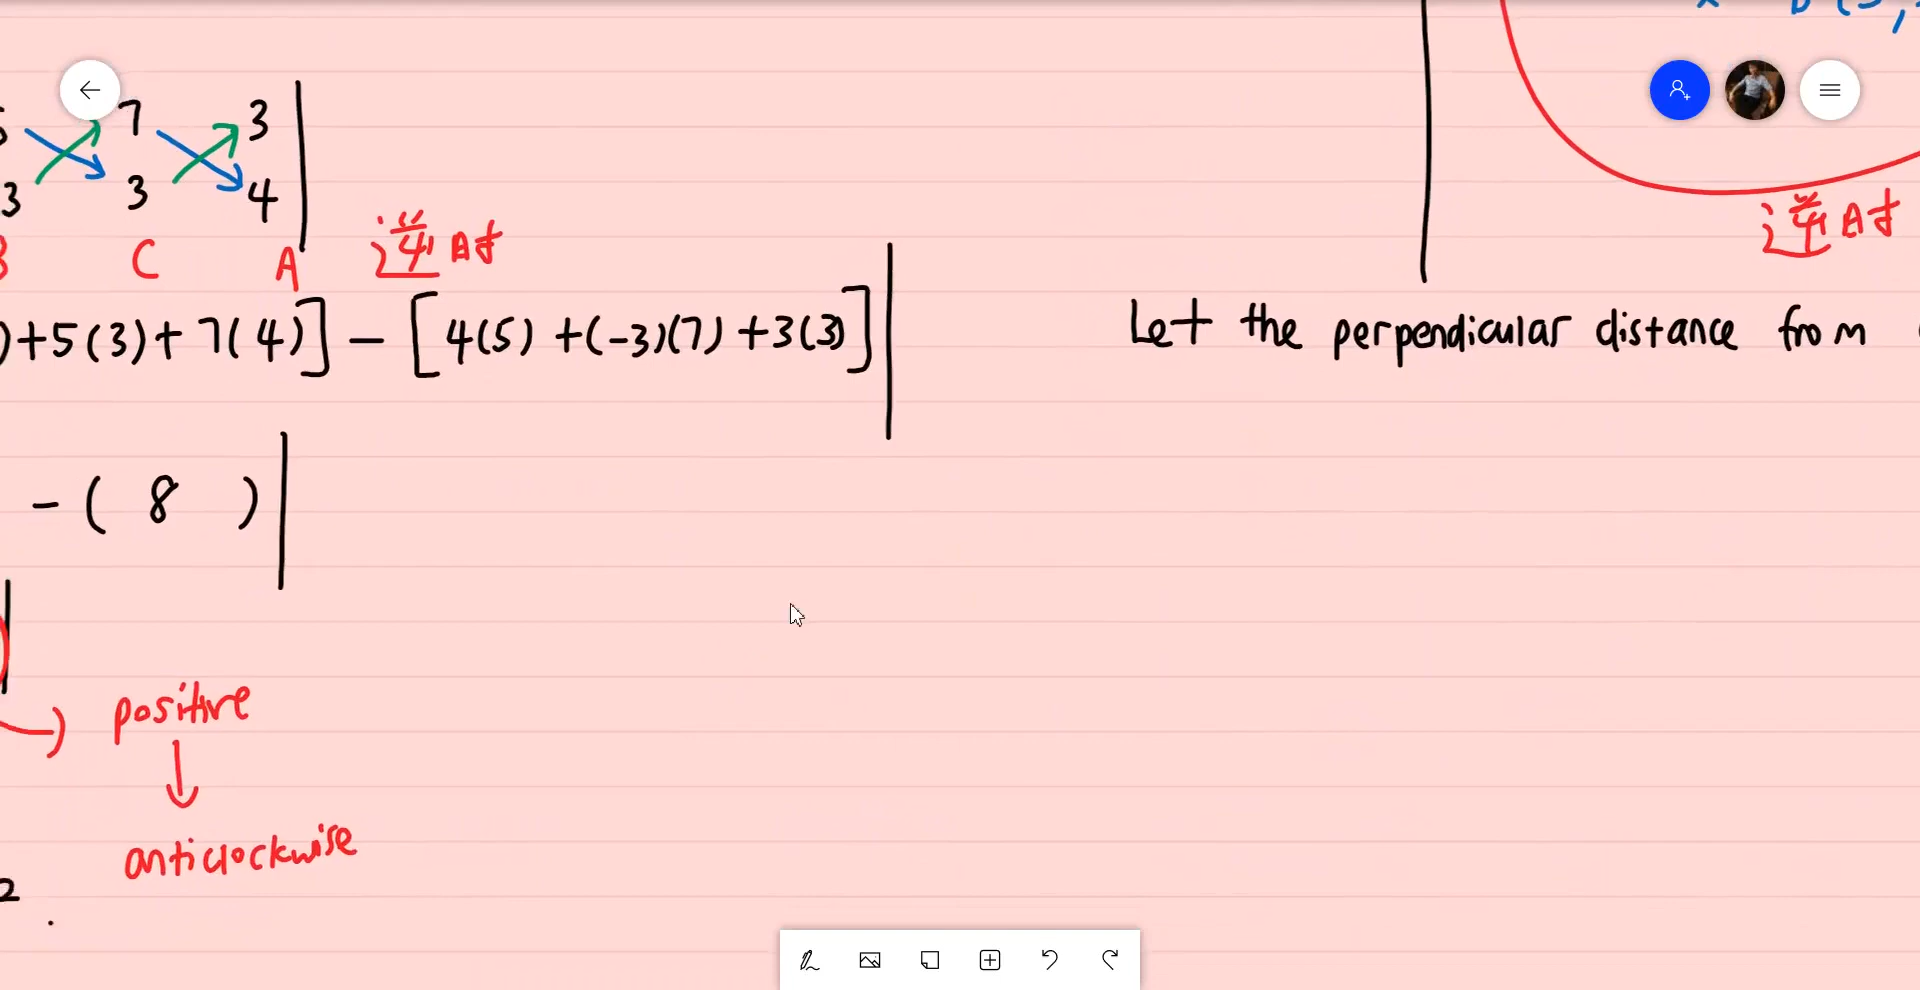 7 3
3 3 4
C A 逆时
)+5(3)+7(4)] - [4(5) +(-3)(7) +3(3)]
- ( 8 )
positive
↓
anticlockwise
2
.
逆时
Let the perpendicular distance from